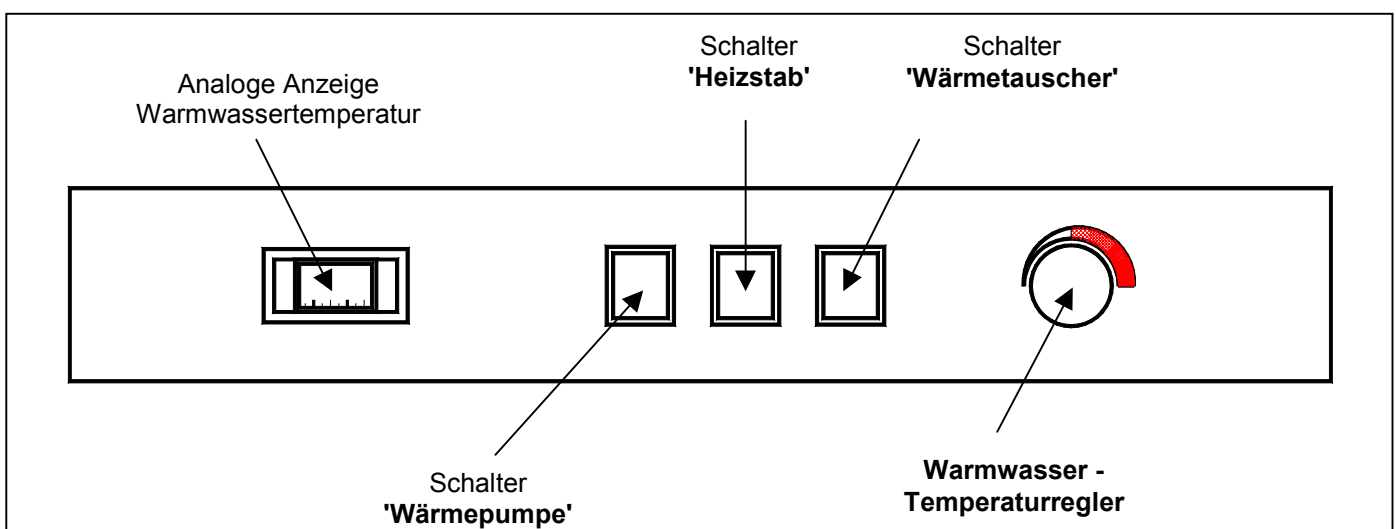 Schalter
'Heizstab'
Schalter
'Wärmetauscher'
Analoge Anzeige
Warmwassertemperatur
Schalter
'Wärmepumpe'
Warmwasser -
Temperaturregler